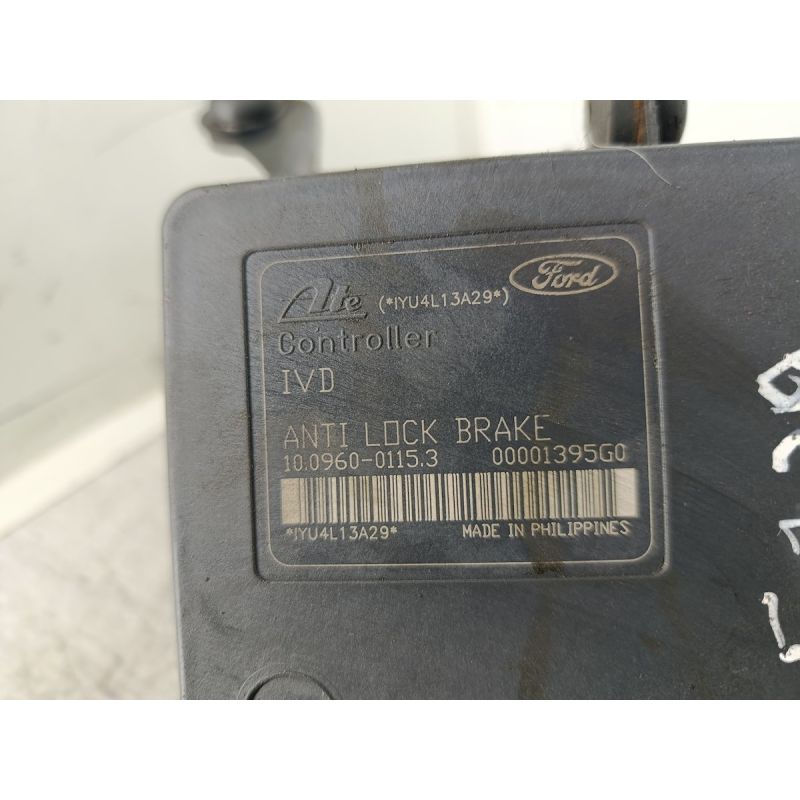 Ate (*IYU4L13A29*) Ford
Controller
IVD
ANTI LOCK BRAKE
10.0960-0115.3 00001395G0
*IYU4L13A29* MADE IN PHILIPPINES